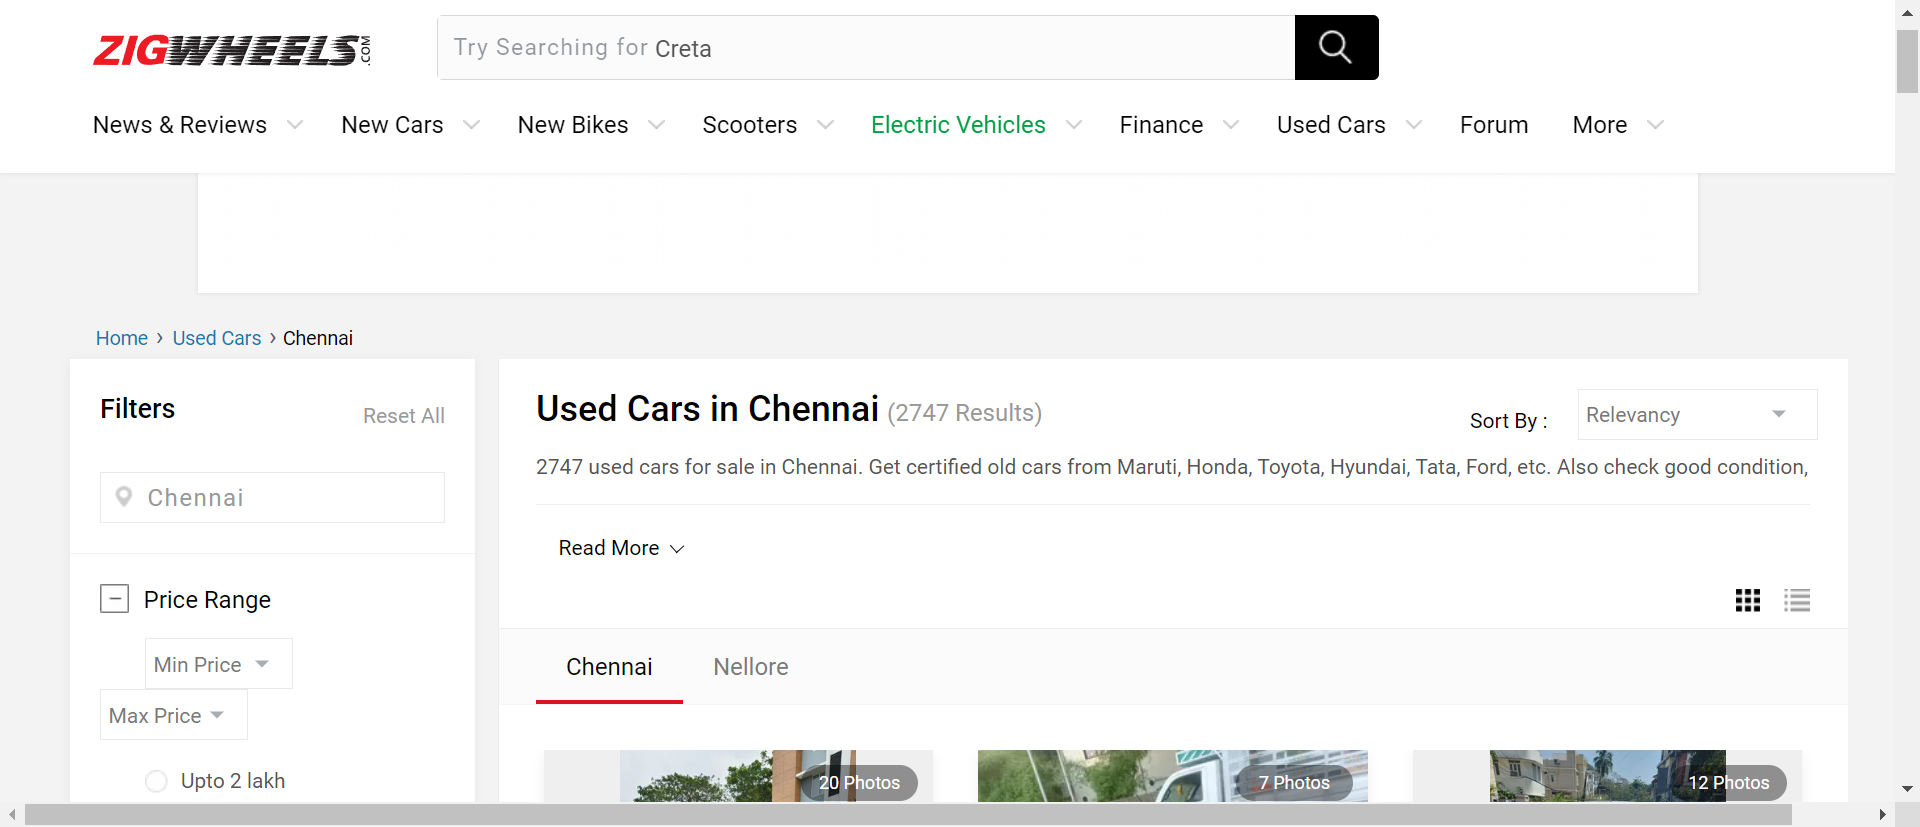 ZIGWHEELS.COM
Try Searching for Creta
News & Reviews New Cars New Bikes Scooters Electric Vehicles Finance Used Cars Forum More
Home › Used Cars › Chennai
Filters
Reset All
Chennai
Price Range
Min Price
Max Price
Upto 2 lakh
Used Cars in Chennai (2747 Results)
Sort By :
Relevancy
2747 used cars for sale in Chennai. Get certified old cars from Maruti, Honda, Toyota, Hyundai, Tata, Ford, etc. Also check good condition,
Read More
Chennai Nellore
20 Photos
7 Photos
12 Photos